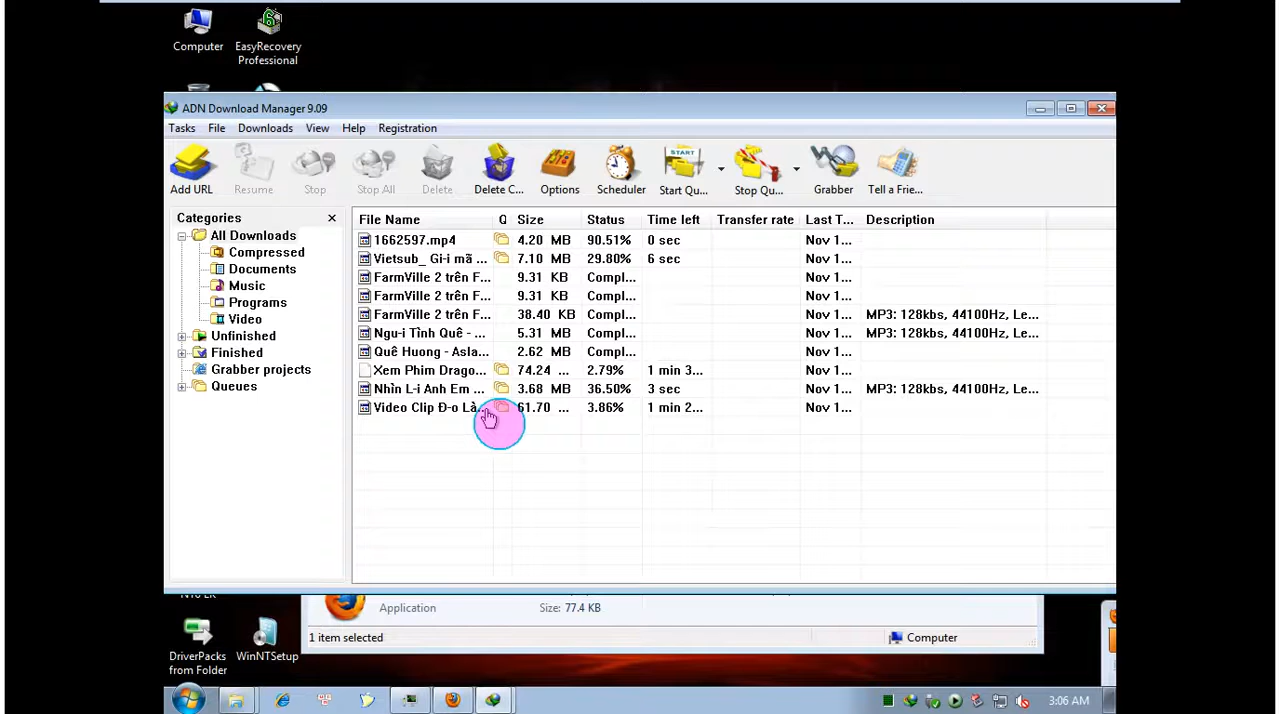 Computer
EasyRecovery
Professional
ADN Download Manager 9.09
Tasks File Downloads View Help Registration
Add URL Resume Stop Stop All Delete Delete C... Options Scheduler Start Qu... Stop Qu... Grabber Tell a Frie...
START
Categories
All Downloads
Compressed
Documents
Music
Programs
Video
Unfinished
Finished
Grabber projects
Queues
File Name Q Size Status Time left Transfer rate Last T... Description
1662597.mp4 4.20 MB 90.51% 0 sec Nov 1...
Vietsub_ Gi-i mã ... 7.10 MB 29.80% 6 sec Nov 1...
FarmVille 2 trên F... 9.31 KB Compl... Nov 1...
FarmVille 2 trên F... 9.31 KB Compl... Nov 1...
FarmVille 2 trên F... 38.40 KB Compl... Nov 1... MP3: 128kbs, 44100Hz, Le...
Ngu-i Tình Quê - ... 5.31 MB Compl... Nov 1... MP3: 128kbs, 44100Hz, Le...
Quê Huong - Asla... 2.62 MB Compl... Nov 1...
Xem Phim Drago... 74.24 ... 2.79% 1 min 3... Nov 1...
Nhìn L-i Anh Em ... 3.68 MB 36.50% 3 sec Nov 1... MP3: 128kbs, 44100Hz, Le...
Video Clip Đ-o Là... 61.70 ... 3.86% 1 min 2... Nov 1...
Application Size: 77.4 KB
1 item selected Computer
DriverPacks
from Folder
WinNTSetup
3:06 AM